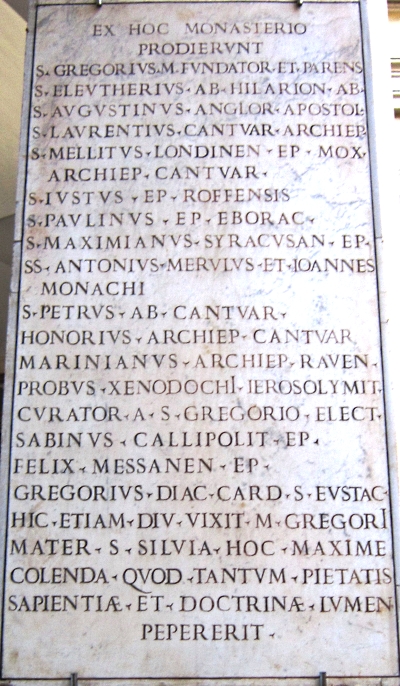 EX HOC MONASTERIO
PRODIERVNT
S·GREGORIVS·M·FVNDATOR·ET·PARENS
S·ELEVTHERIVS·AB·HILARION·AB·
S·AVGVSTINVS·ANGLOR·APOSTOL·
S·LAVRENTIVS·CANTVAR·ARCHIEP·
S·MELLITVS·LONDINEN·EP·MOX·
ARCHIEP·CANTVAR·
S·IVSTVS·EP·ROFFENSIS
S·PAVLINVS·EP·EBORAC·
S·MAXIMIANVS·SYRACVSAN·EP·
SS·ANTONIVS·MERVLVS·ET·IOANNES
MONACHI
S·PETRVS·AB·CANTVAR·
HONORIVS·ARCHIEP·CANTVAR
MARINIANVS·ARCHIEP·RAVEN·
PROBVS·XENODOCHI·IEROSOLYMIT·
CVRATOR·A·S·GREGORIO·ELECT·
SABINVS·CALLIPOLIT·EP·
FELIX·MESSANEN·EP·
GREGORIVS·DIAC·CARD·S·EVSTAC·
HIC·ETIAM·DIV·VIXIT·M·GREGORI
MATER·S·SILVIA·HOC·MAXIME
COLENDA·QVOD·TANTVM·PIETATIS
SAPIENTIÆ·ET·DOCTRINÆ·LVMEN
PEPERERIT·